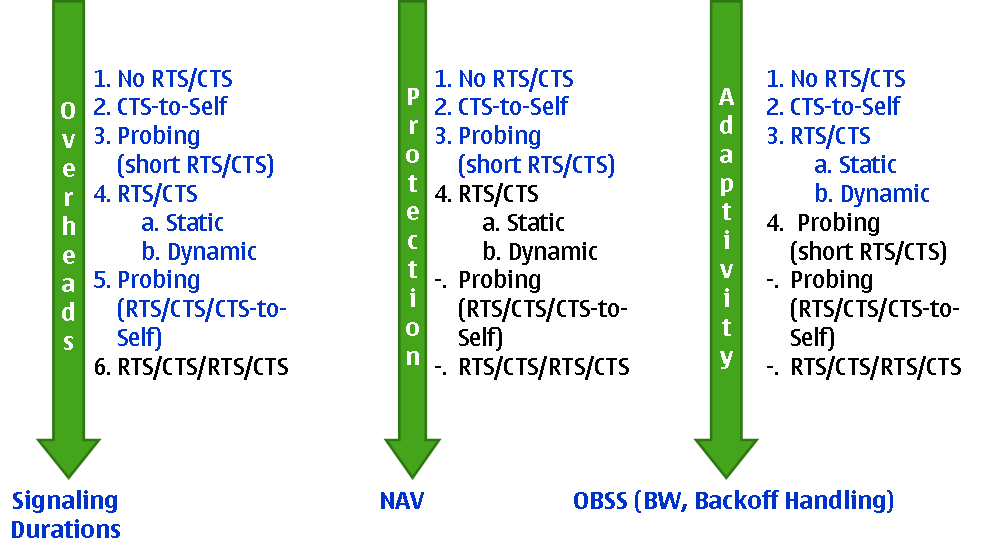 Overheads
1. No RTS/CTS
2. CTS-to-Self
3. Probing
(short RTS/CTS)
4. RTS/CTS
a. Static
b. Dynamic
5. Probing
(RTS/CTS/CTS-to-
Self)
6. RTS/CTS/RTS/CTS
Signaling
Durations
Protection
1. No RTS/CTS
2. CTS-to-Self
3. Probing
(short RTS/CTS)
4. RTS/CTS
a. Static
b. Dynamic
-. Probing
(RTS/CTS/CTS-to-
Self)
-. RTS/CTS/RTS/CTS
NAV
Adaptivity
1. No RTS/CTS
2. CTS-to-Self
3. RTS/CTS
a. Static
b. Dynamic
4. Probing
(short RTS/CTS)
-. Probing
(RTS/CTS/CTS-to-
Self)
-. RTS/CTS/RTS/CTS
OBSS (BW, Backoff Handling)